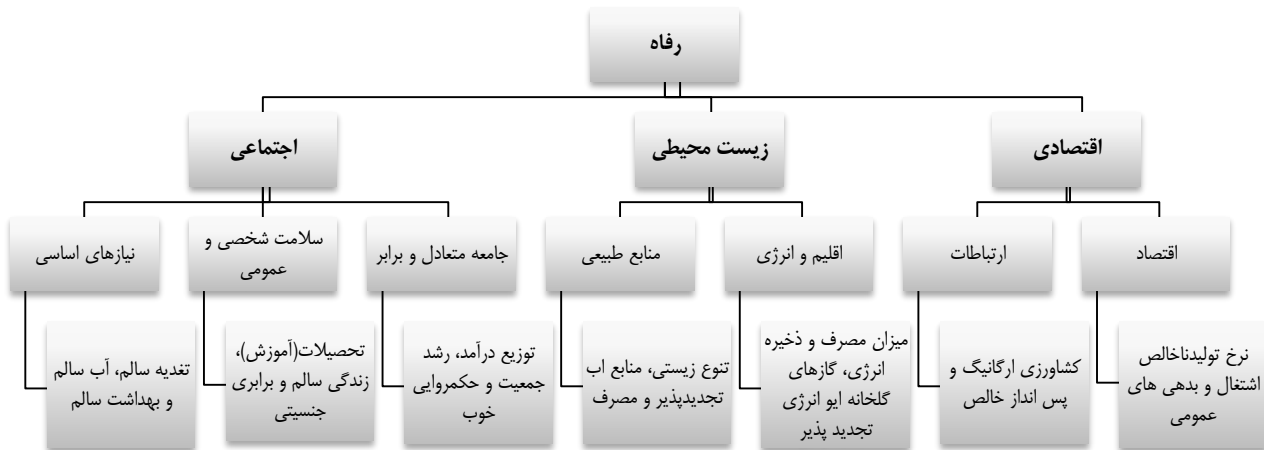 رفاه
اقتصادی
زیست محیطی
اجتماعی
اقتصاد
ارتباطات
اقلیم و انرژی
منابع طبیعی
جامعه متعادل و برابر
سلامت شخصی و
عمومی
نیازهای اساسی
نرخ تولیدناخالص
اشتغال و بدهی های
عمومی
کشاورزی ارگانیگ و
پس انداز خالص
میزان مصرف و ذخیره
انرژی، گازهای
گلخانه ایو انرژی
تجدید پذیر
تنوع زیستی، منابع اب
تجدیدپذیر و مصرف
توزیع درآمد، رشد
جمعیت و حکمروایی
خوب
تحصیلات(آموزش)،
زندگی سالم و برابری
جنسیتی
تغدیه سالم، آب سالم
و بهداشت سالم